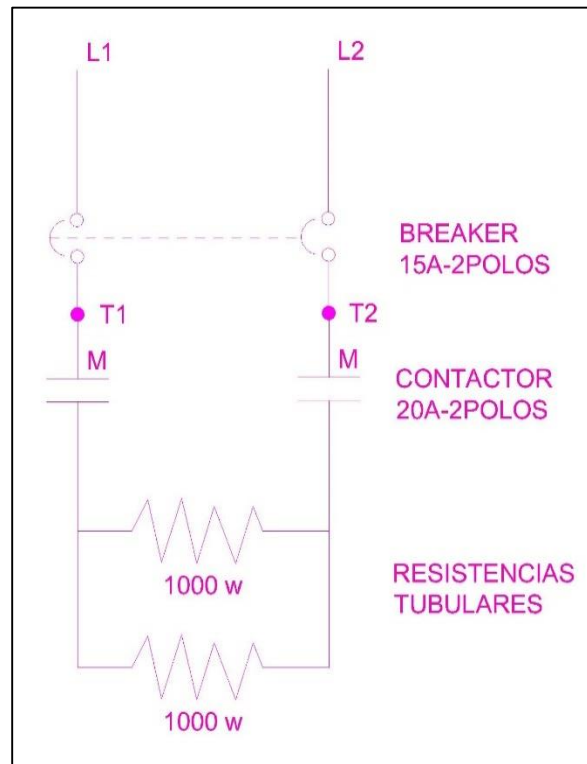 L1
L2
BREAKER
15A-2POLOS
T1
T2
M
M
CONTACTOR
20A-2POLOS
1000 w
RESISTENCIAS
TUBULARES
1000 w